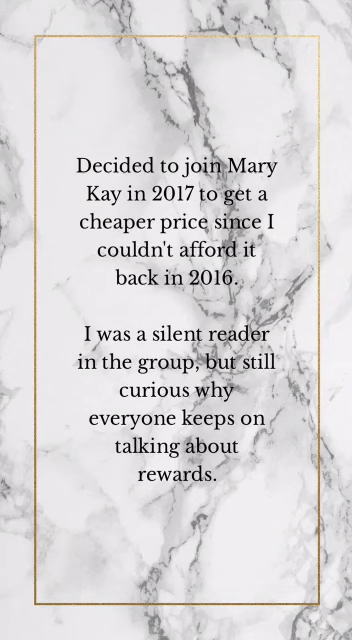 Decided to join Mary
Kay in 2017 to get a
cheaper price since I
couldn't afford it
back in 2016.
I was a silent reader
in the group, but still
curious why
everyone keeps on
talking about
rewards.